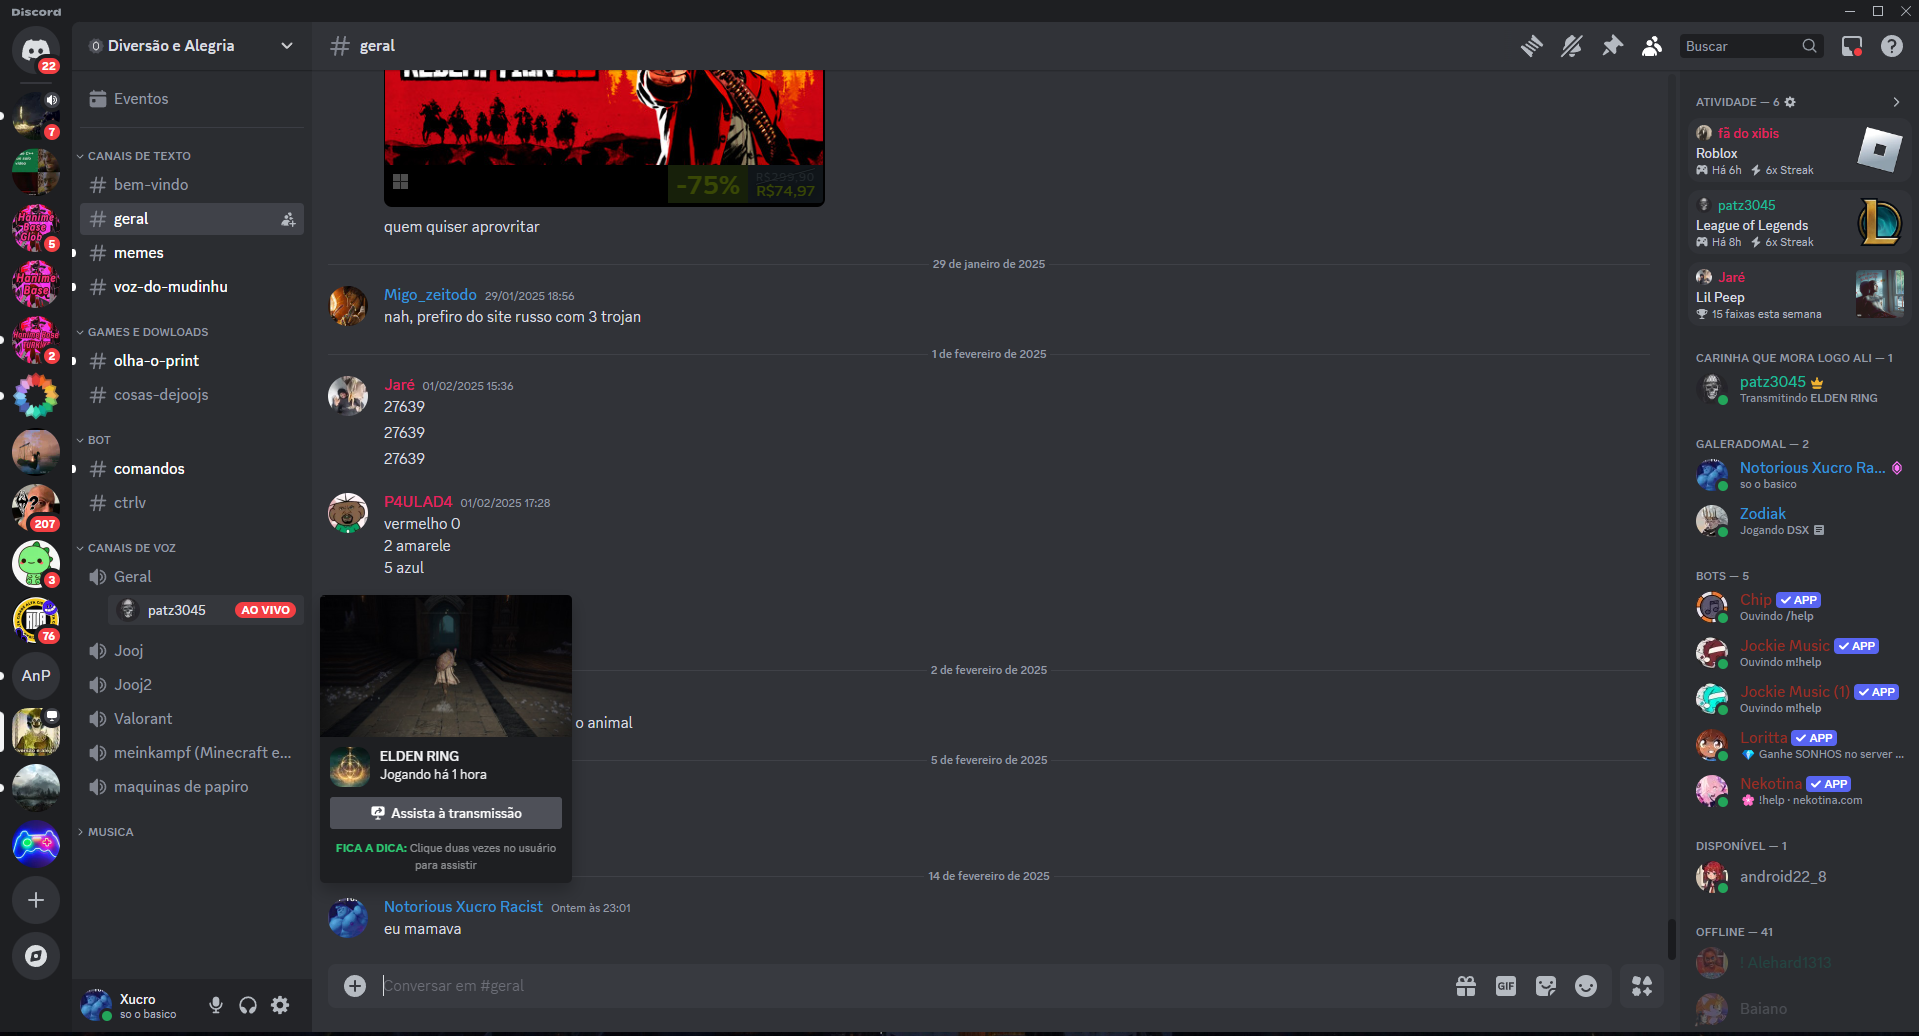 Discord
22
7
5
2
207
3
76
AnP
Diversão e Alegria
Eventos
CANAIS DE TEXTO
bem-vindo
geral
memes
voz-do-mudinhu
GAMES E DOWLOADS
olha-o-print
cosas-dejoojs
BOT
comandos
ctrlv
CANAIS DE VOZ
Geral
patz3045 AO VIVO
Jooj
Jooj2
Valorant
meinkampf (Minecraft e...
maquinas de papiro
MUSICA
Xucro
so o basico
geral
Buscar
-75% R$299,90
R$74,97
quem quiser aprovritar
29 de janeiro de 2025
Migo_zeitodo 29/01/2025 18:56
nah, prefiro do site russo com 3 trojan
1 de fevereiro de 2025
Jaré 01/02/2025 15:36
27639
27639
27639
P4ULAD4 01/02/2025 17:28
vermelho 0
2 amarele
5 azul
2 de fevereiro de 2025
o animal
ELDEN RING
Jogando há 1 hora
Assista à transmissão
FICA A DICA: Clique duas vezes no usuário
para assistir
5 de fevereiro de 2025
14 de fevereiro de 2025
Notorious Xucro Racist Ontem às 23:01
eu mamava
Conversar em #geral
GIF
ATIVIDADE — 6
fã do xibis
Roblox
Há 6h 6x Streak
patz3045
League of Legends
Há 8h 6x Streak
Jaré
Lil Peep
15 faixas esta semana
CARINHA QUE MORA LOGO ALI — 1
patz3045
Transmitindo ELDEN RING
GALERADOMAL — 2
Notorious Xucro Ra...
so o basico
Zodiak
Jogando DSX
BOTS — 5
Chip APP
Ouvindo /help
Jockie Music APP
Ouvindo m!help
Jockie Music (1) APP
Ouvindo m!help
Loritta APP
Ganhe SONHOS no server ...
Nekotina APP
!help · nekotina.com
DISPONÍVEL — 1
android22_8
OFFLINE — 41
! Alehard1313
Baiano